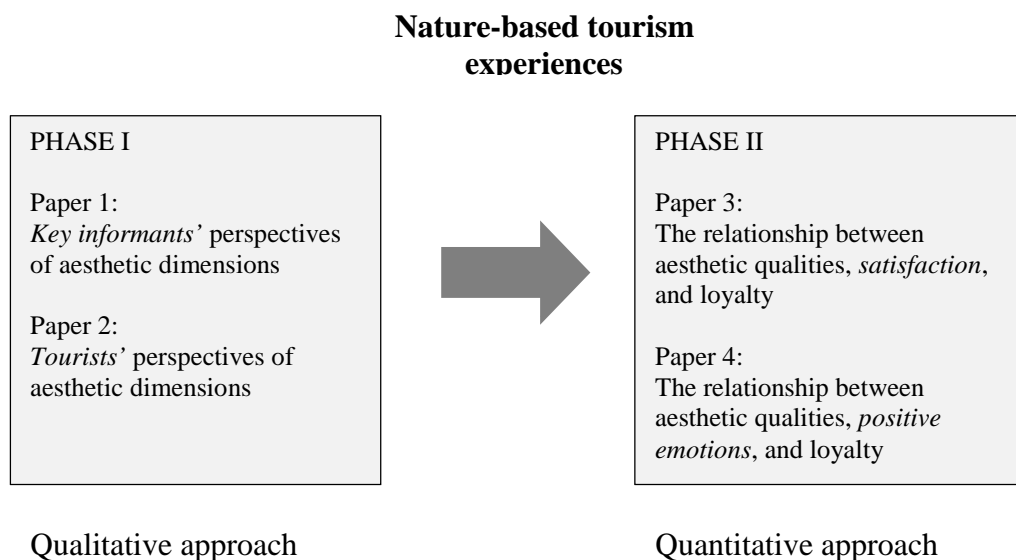 Nature-based tourism
experiences
PHASE I
Paper 1:
Key informants’ perspectives
of aesthetic dimensions
Paper 2:
Tourists’ perspectives of
aesthetic dimensions
PHASE II
Paper 3:
The relationship between
aesthetic qualities, satisfaction,
and loyalty
Paper 4:
The relationship between
aesthetic qualities, positive
emotions, and loyalty
Qualitative approach
Quantitative approach